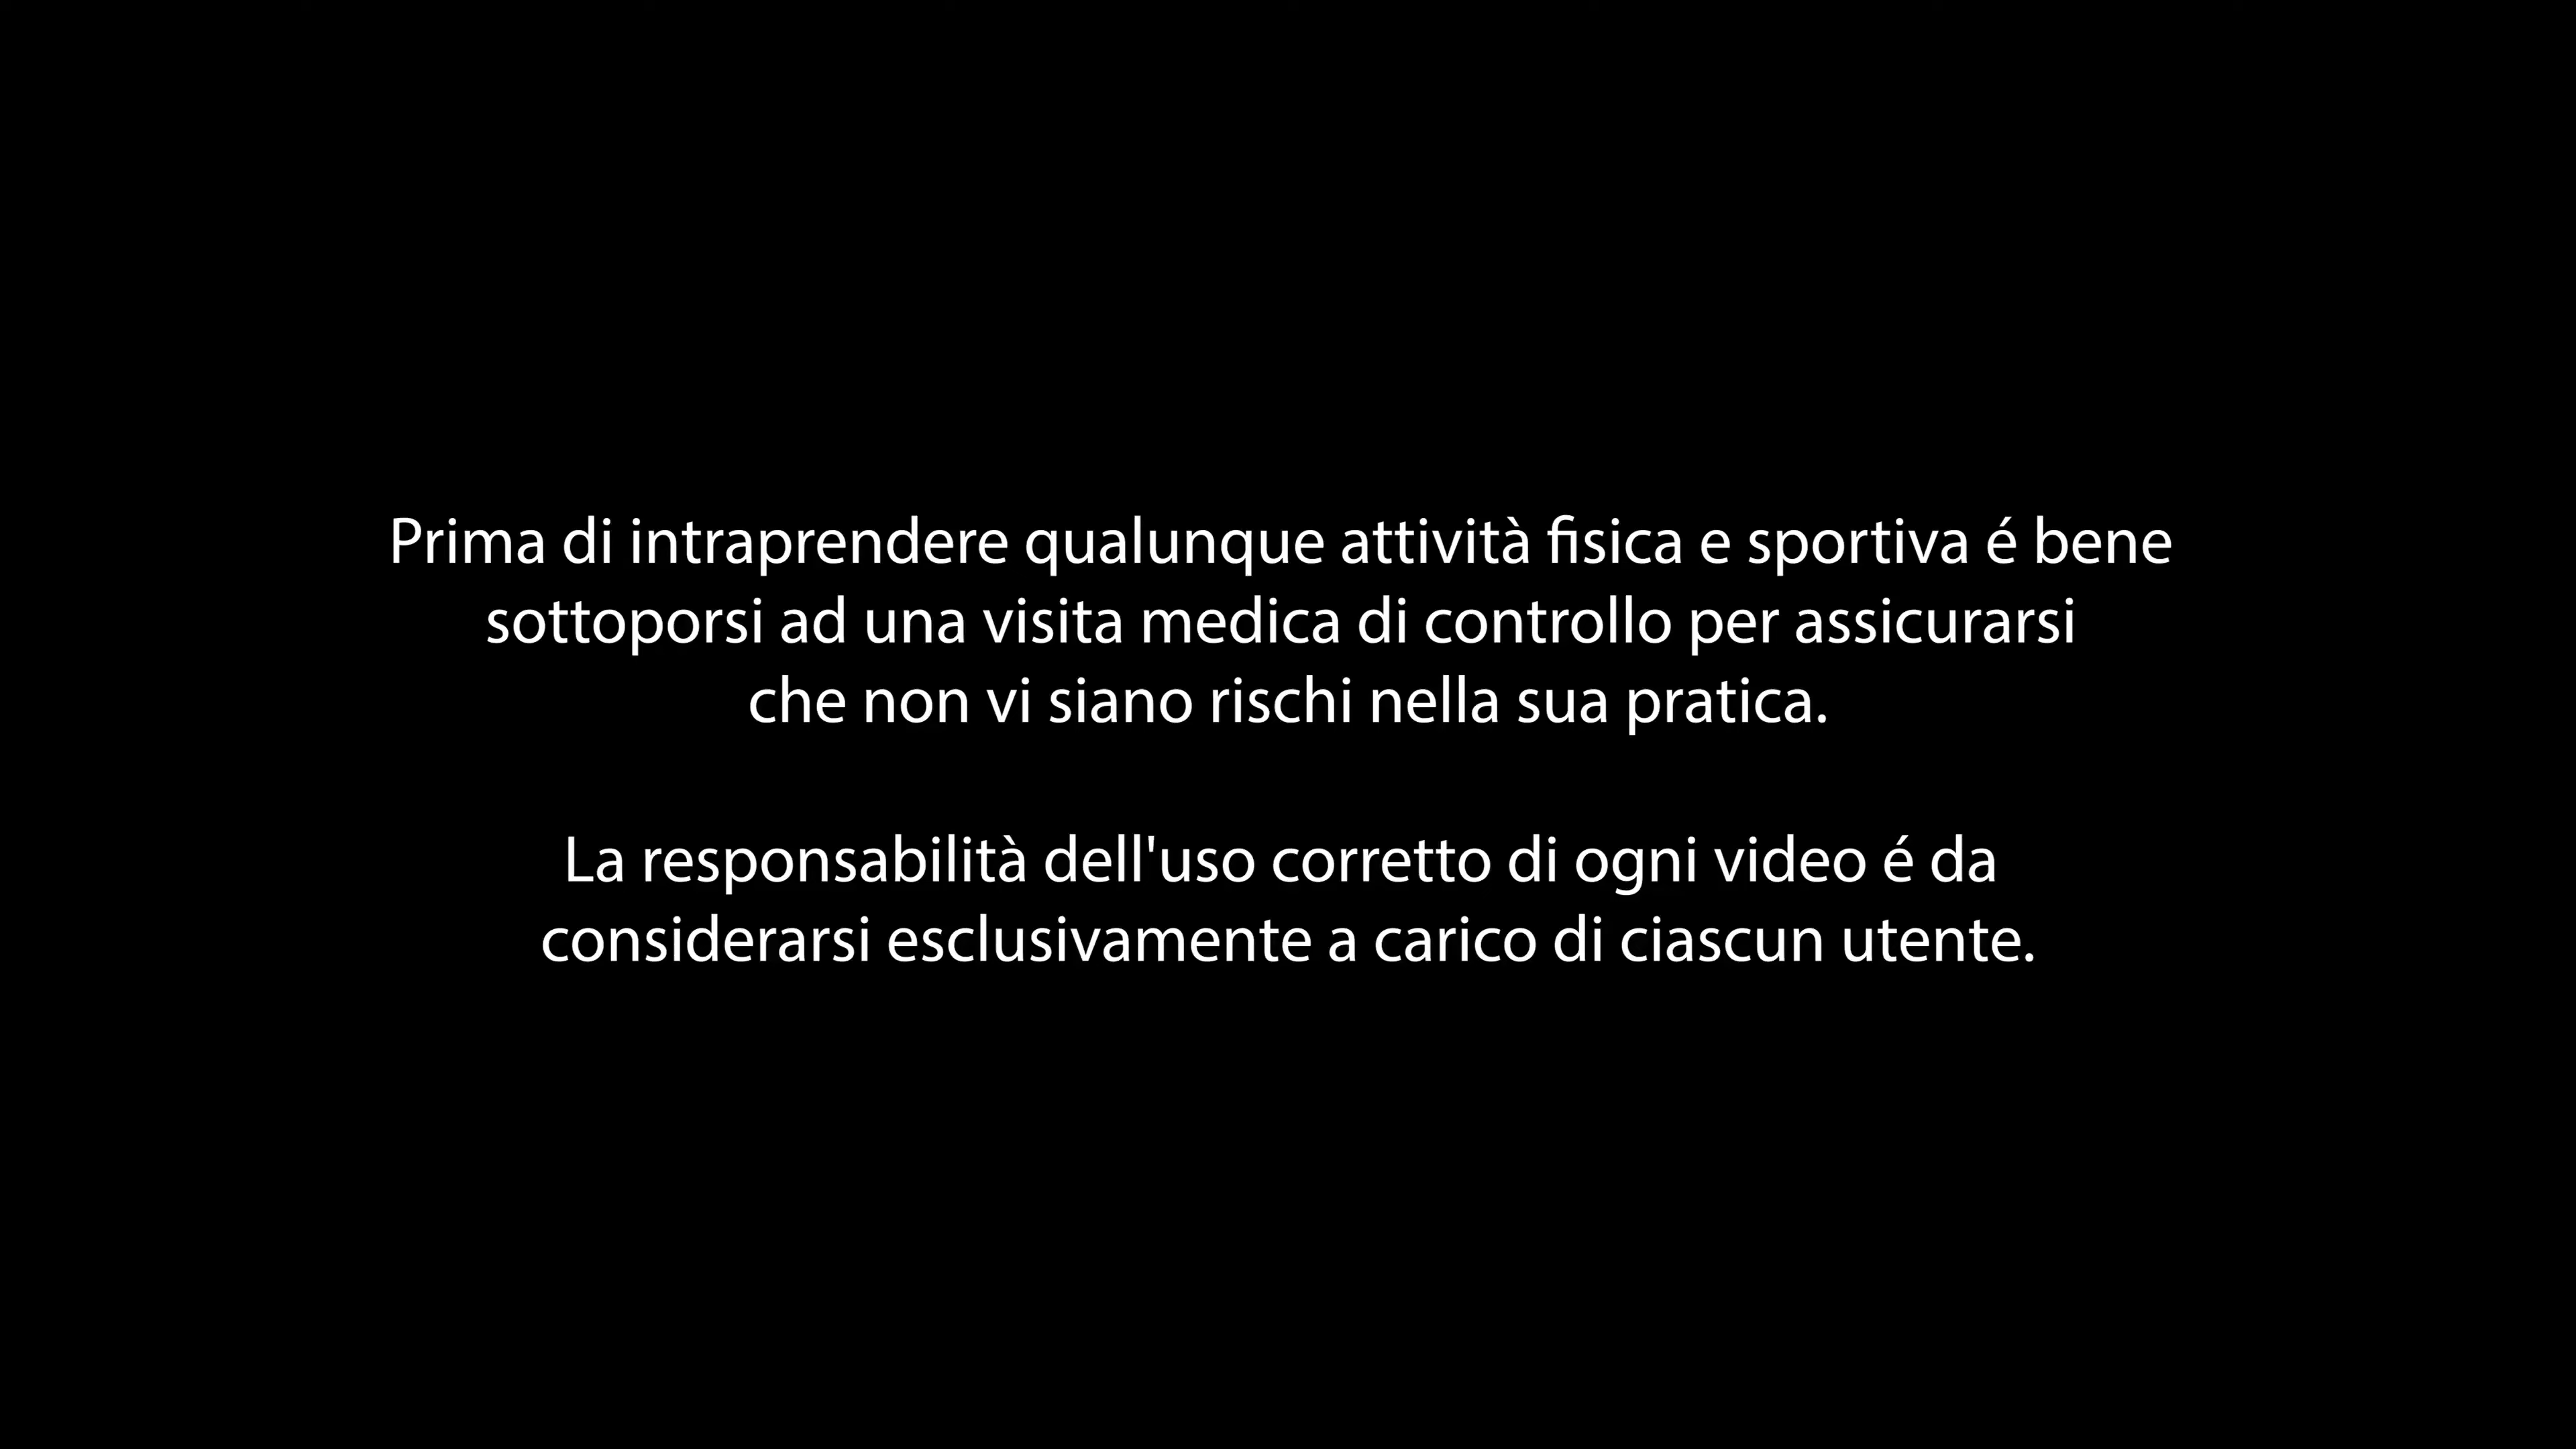 Prima di intraprendere qualunque attività fisica e sportiva é bene
sottoporsi ad una visita medica di controllo per assicurarsi
che non vi siano rischi nella sua pratica.
La responsabilità dell'uso corretto di ogni video é da
considerarsi esclusivamente a carico di ciascun utente.